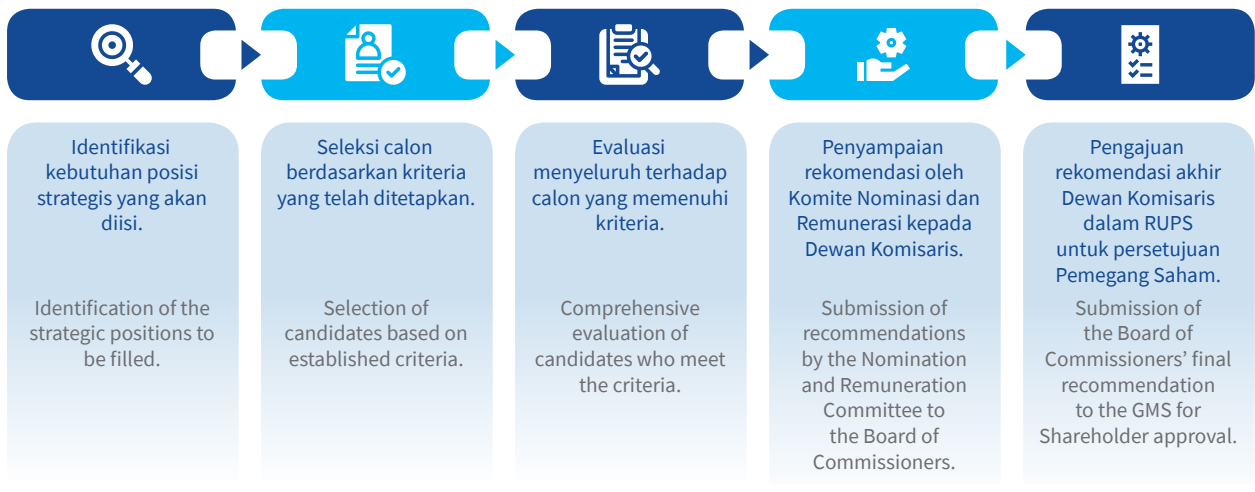 Identifikasi
kebutuhan posisi
strategis yang akan
diisi.
Identification of the
strategic positions to
be filled.
Seleksi calon
berdasarkan kriteria
yang telah ditetapkan.
Selection of
candidates based on
established criteria.
Evaluasi
menyeluruh terhadap
calon yang memenuhi
kriteria.
Comprehensive
evaluation of
candidates who meet
the criteria.
Penyampaian
rekomendasi oleh
Komite Nominasi dan
Remunerasi kepada
Dewan Komisaris.
Submission of
recommendations
by the Nomination
and Remuneration
Committee to
the Board of
Commissioners.
Pengajuan
rekomendasi akhir
Dewan Komisaris
dalam RUPS
untuk persetujuan
Pemegang Saham.
Submission of
the Board of
Commissioners’ final
recommendation
to the GMS for
Shareholder approval.